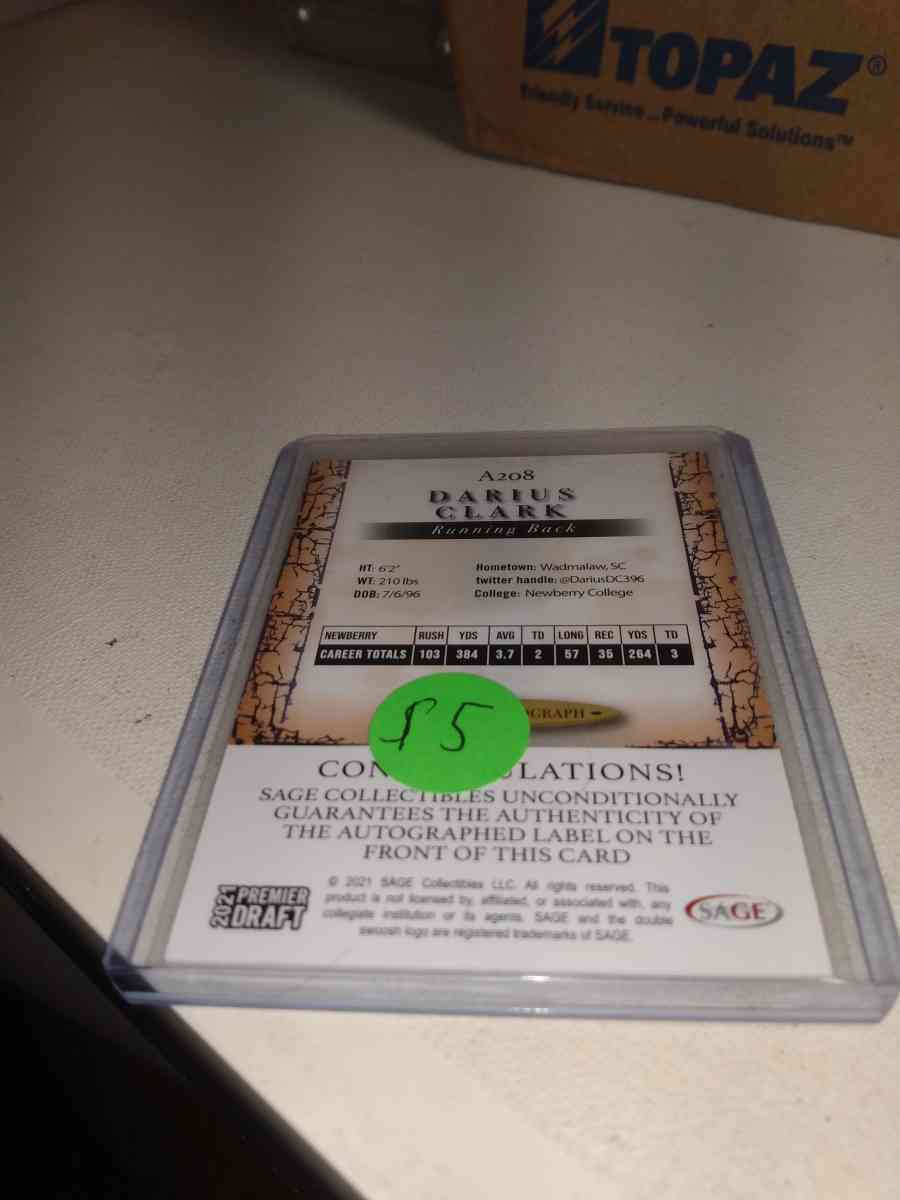 TOPAZ®
Friendly Service ... Powerful Solutions™
A208
DARIUS
CLARK
Running Back
HT: 6'2" Hometown: Wadmalaw, SC
WT: 210 lbs twitter handle: @DariusDC396
DOB: 7/6/96 College: Newberry College
NEWBERRY RUSH YDS AVG TD LONG REC YDS TD
CAREER TOTALS 103 384 3.7 2 57 35 264 3
GRAPH
$5
CON ULATIONS!
SAGE COLLECTIBLES UNCONDITIONALLY
GUARANTEES THE AUTHENTICITY OF
THE AUTOGRAPHED LABEL ON THE
FRONT OF THIS CARD
© 2021 SAGE Collectibles LLC. All rights reserved. This
product is not licensed by, affiliated, or associated with, any
collegiate institution or its agents. SAGE and the double
swoosh logo are registered trademarks of SAGE.
2021 PREMIER
DRAFT
SAGE